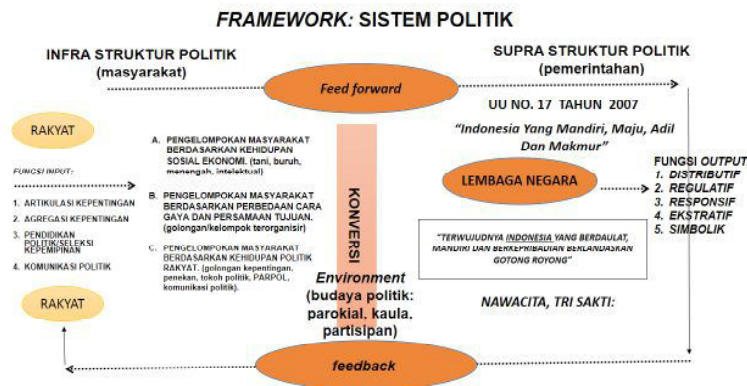 FRAMEWORK: SISTEM POLITIK
INFRA STRUKTUR POLITIK
(masyarakat)
Feed forward
SUPRA STRUKTUR POLITIK
(pemerintahan)
RAKYAT
FUNGSI INPUT:
1. ARTIKULASI KEPENTINGAN
2. AGREGASI KEPENTINGAN
3. PENDIDIKAN
POLITIK/SELEKSI
KEPEMIPINAN
4. KOMUNIKASI POLITIK
RAKYAT
A. PENGELOMPOKAN MASYARAKAT
BERDASARKAN KEHIDUPAN
SOSIAL EKONOMI. (tani, buruh,
menengah, intelektual)
B. PENGELOMPOKAN MASYARAKAT
BERDASARKAN PERBEDAAN CARA
GAYA DAN PERSAMAAN TUJUAN.
(golongan/kelompok terorganisir)
C. PENGELOMPOKAN MASYARAKAT
BERDASARKAN KEHIDUPAN POLITIK
RAKYAT. (golongan kepentingan,
penekan, tokoh politik, PARPOL,
komunikasi politik).
KONVERSI
Environment
(budaya politik:
parokial, kaula,
partisipan)
UU NO. 17 TAHUN 2007
“Indonesia Yang Mandiri, Maju, Adil
Dan Makmur”
LEMBAGA NEGARA
FUNGSI OUTPUT:
1. DISTRIBUTIF
2. REGULATIF
3. RESPONSIF
4. EKSTRATIF
5. SIMBOLIK
“TERWUJUDNYA INDONESIA YANG BERDAULAT,
MANDIRI DAN BERKEPRIBADIAN BERLANDASKAN
GOTONG ROYONG”
NAWACITA, TRI SAKTI:
feedback